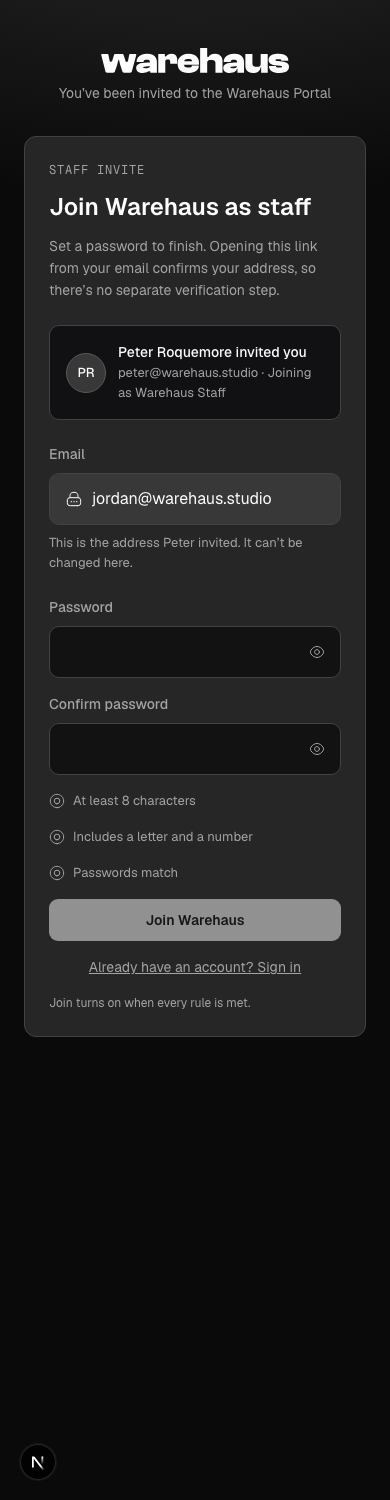 warehaus
You've been invited to the Warehaus Portal
STAFF INVITE
Join Warehaus as staff
Set a password to finish. Opening this link
from your email confirms your address, so
there's no separate verification step.
PR
Peter Roquemore invited you
peter@warehaus.studio · Joining
as Warehaus Staff
Email
jordan@warehaus.studio
This is the address Peter invited. It can't be
changed here.
Password
Confirm password
At least 8 characters
Includes a letter and a number
Passwords match
Join Warehaus
Already have an account? Sign in
Join turns on when every rule is met.
N